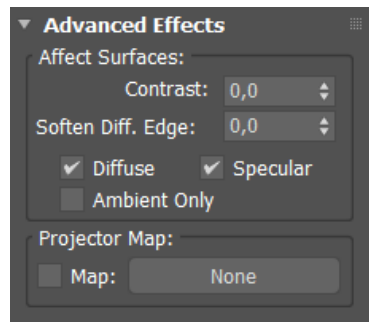 Advanced Effects
Affect Surfaces:
Contrast: 0,0
Soften Diff. Edge: 0,0
Diffuse Specular
Ambient Only
Projector Map:
Map: None